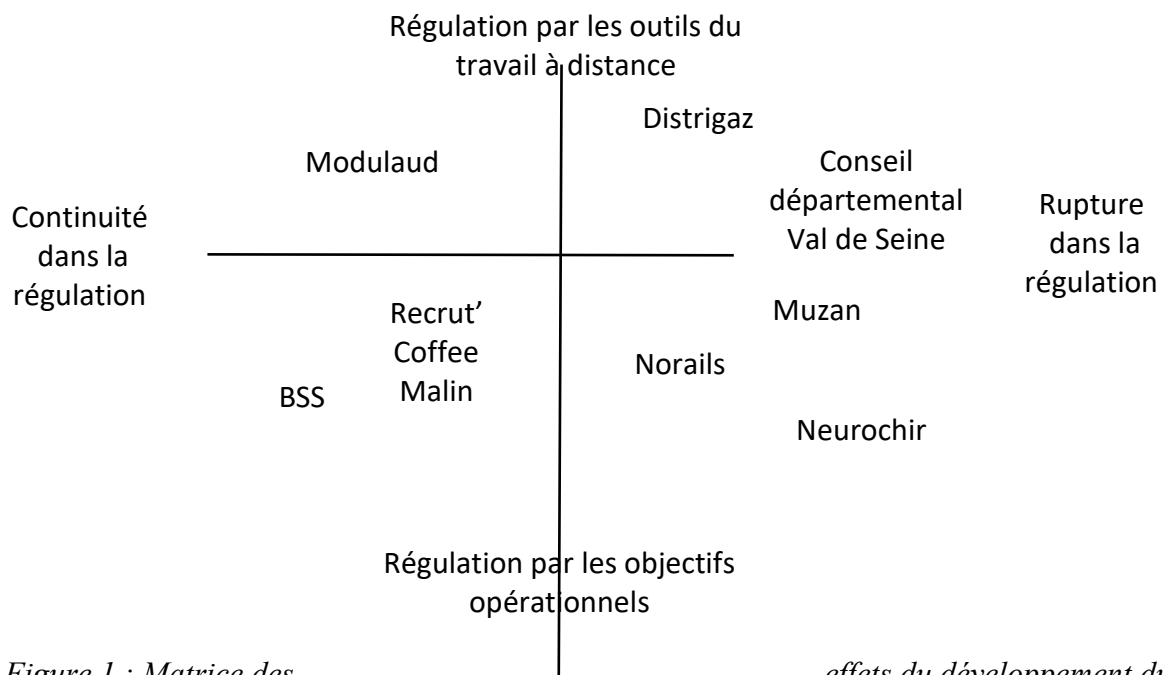 Régulation par les outils du
travail à distance
Distrigaz
Modulaud
Conseil
départemental
Val de Seine
Continuité
dans la
régulation
Rupture
dans la
régulation
Recrut’
Coffee
Malin
Muzan
Norails
BSS
Neurochir
Régulation par les objectifs
opérationnels
Figure 1 : Matrice des effets du développement du